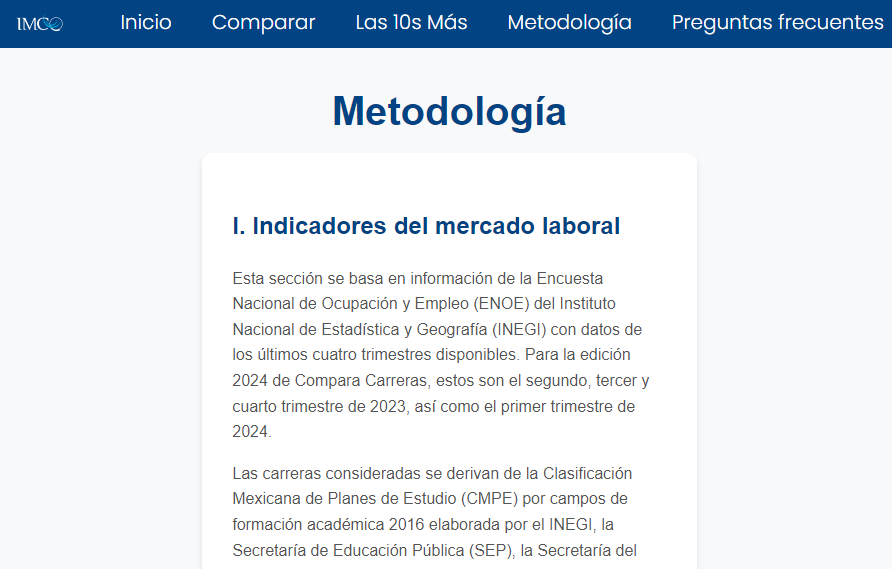 IMCO Inicio Comparar Las 10s Más Metodología Preguntas frecuentes
Metodología
I. Indicadores del mercado laboral
Esta sección se basa en información de la Encuesta
Nacional de Ocupación y Empleo (ENOE) del Instituto
Nacional de Estadística y Geografía (INEGI) con datos de
los últimos cuatro trimestres disponibles. Para la edición
2024 de Compara Carreras, estos son el segundo, tercer y
cuarto trimestre de 2023, así como el primer trimestre de
2024.
Las carreras consideradas se derivan de la Clasificación
Mexicana de Planes de Estudio (CMPE) por campos de
formación académica 2016 elaborada por el INEGI, la
Secretaría de Educación Pública (SEP), la Secretaría del